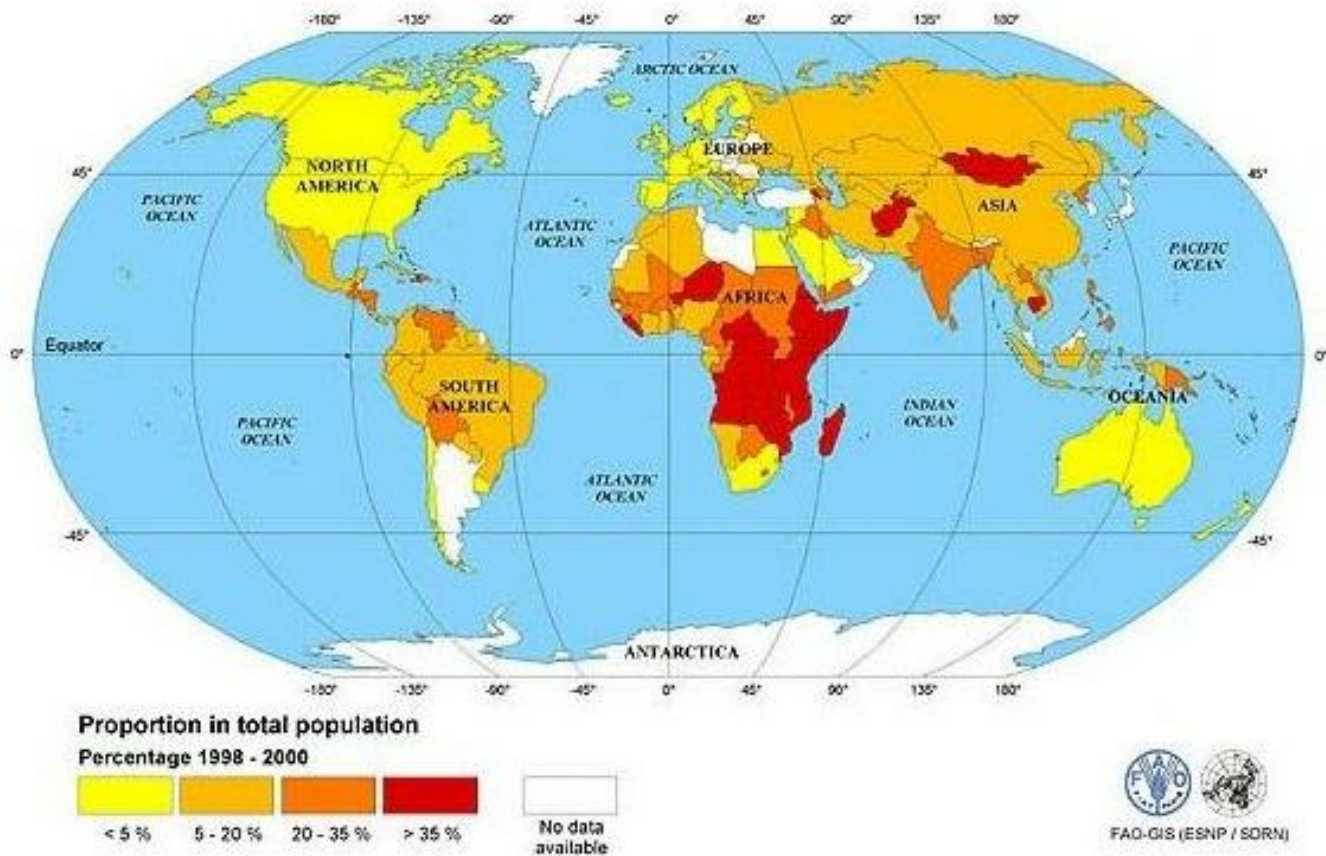 -180° -135° -90° -45° 0° 45° 90° 135° 180°
ARCTIC OCEAN
EUROPE
NORTH
AMERICA
45° 45°
ASIA
PACIFIC
OCEAN
ATLANTIC
OCEAN
PACIFIC
OCEAN
AFRICA
Equator
0° 0°
SOUTH
AMERICA
OCEANIA
INDIAN
OCEAN
PACIFIC
OCEAN
ATLANTIC
OCEAN
-45° -45°
ANTARCTICA
-180° -135° -90° -45° 0° 45° 90° 135° 180°
Proportion in total population
Percentage 1998 - 2000
< 5 % 5 - 20 % 20 - 35 % > 35 % No data
available
F A O
FAO-GIS (ESNP / SDRN)